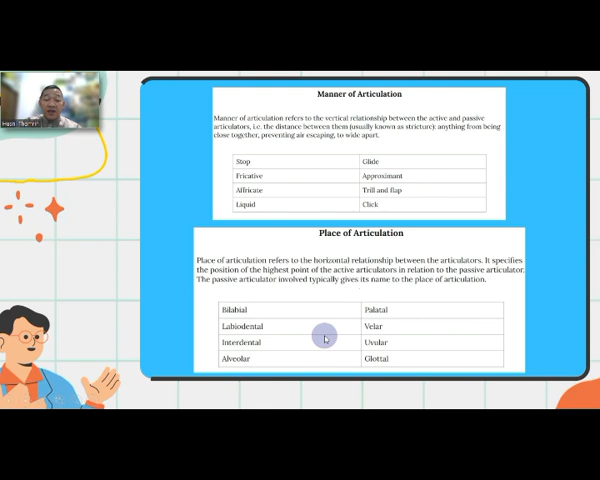 Manner of Articulation
Manner of articulation refers to the vertical relationship between the active and passive
articulators, i.e. the distance between them (usually known as stricture): anything from being
close together, preventing air escaping, to wide apart.
Stop Glide
Fricative Approximant
Affricate Trill and flap
Liquid Click
Place of Articulation
Place of articulation refers to the horizontal relationship between the articulators. It specifies
the position of the highest point of the active articulators in relation to the passive articulator.
The passive articulator involved typically gives its name to the place of articulation.
Bilabial Palatal
Labiodental Velar
Interdental Uvular
Alveolar Glottal